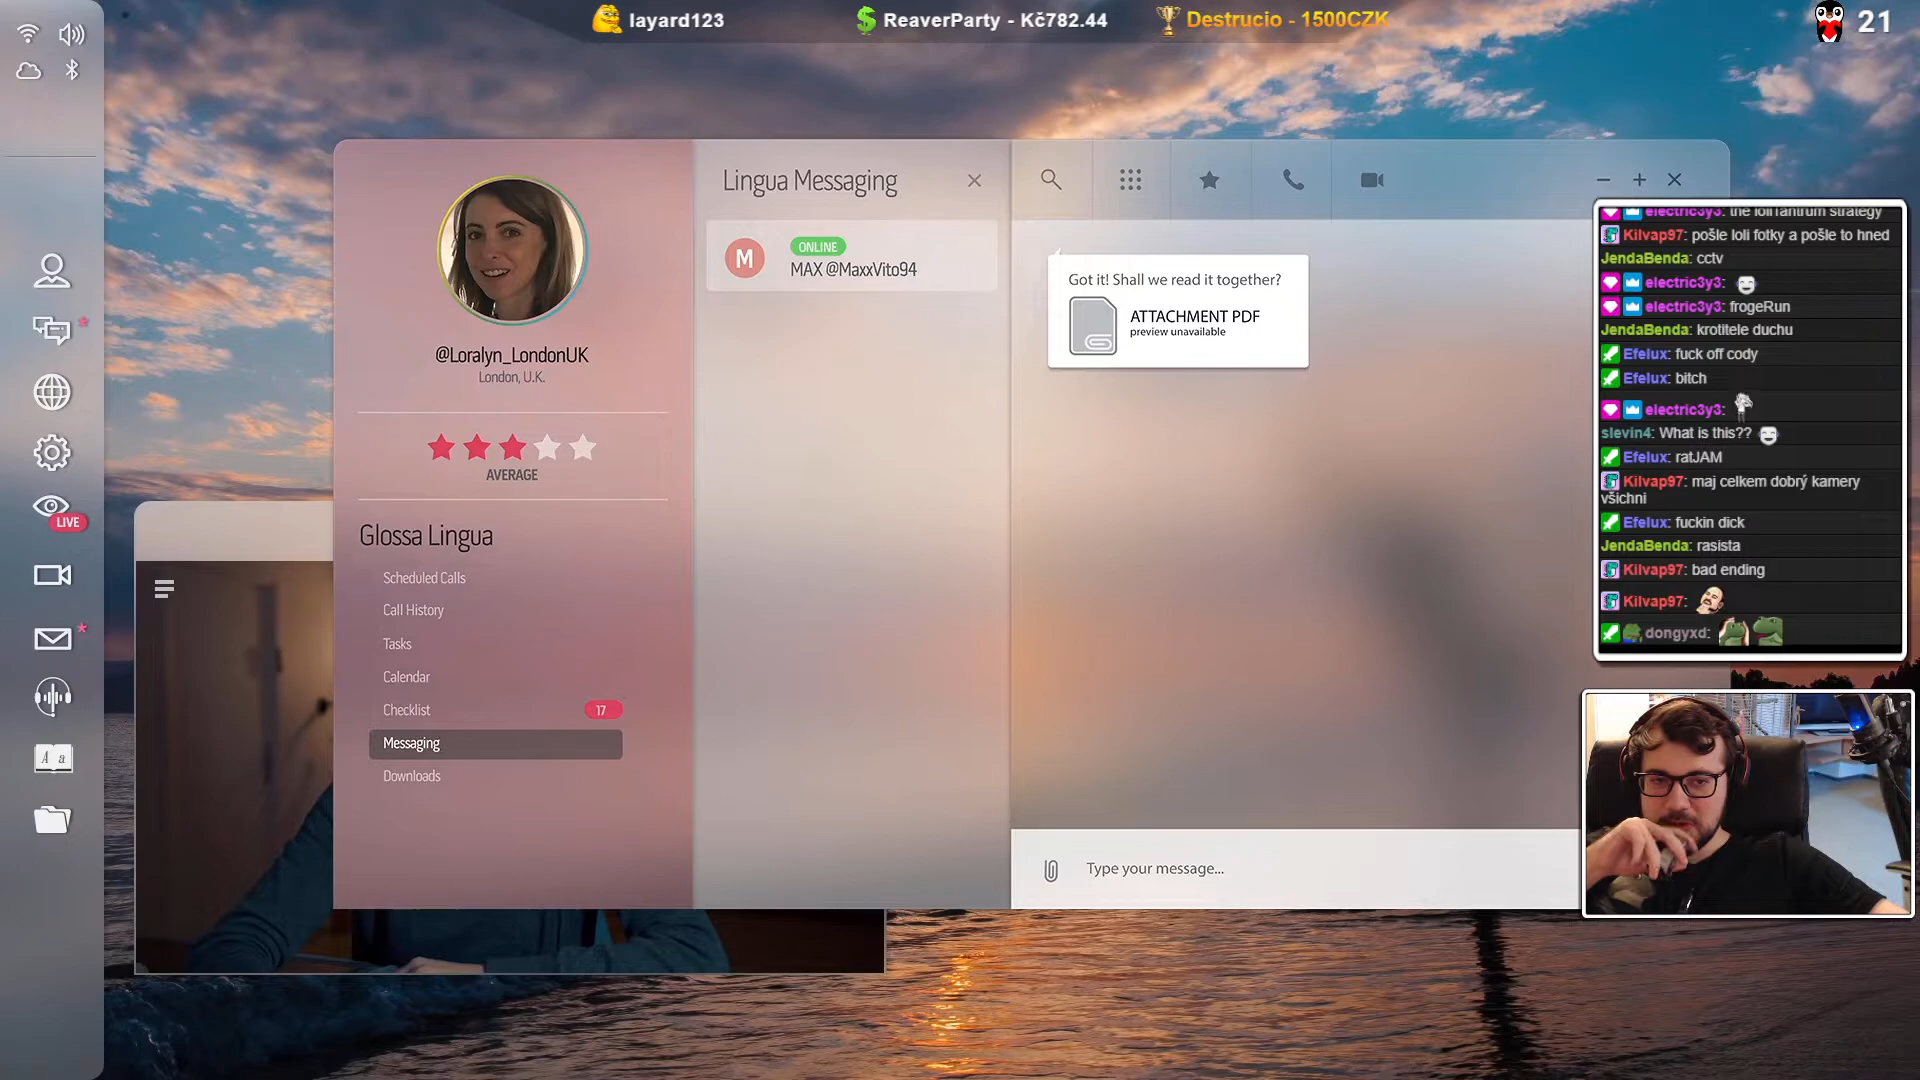 layard123
ReaverParty - Kč782.44
Destrucio - 1500CZK
21
Lingua Messaging
ONLINE
M
MAX @MaxxVito94
Got it! Shall we read it together?
ATTACHMENT PDF
preview unavailable
@Loralyn_LondonUK
London, U.K.
AVERAGE
Glossa Lingua
Scheduled Calls
Call History
Tasks
Calendar
Checklist 17
Messaging
Downloads
LIVE
A a
Type your message...
electric3y3: the loliTantrum strategy
Kilvap97: pošle loli fotky a pošle to hned
JendaBenda: cctv
electric3y3:
electric3y3: frogeRun
JendaBenda: krotitele duchu
Efelux: fuck off cody
Efelux: bitch
electric3y3:
slevin4: What is this??
Efelux: ratJAM
Kilvap97: maj celkem dobrý kamery
všichni
Efelux: fuckin dick
JendaBenda: rasista
Kilvap97: bad ending
Kilvap97:
dongyxd: